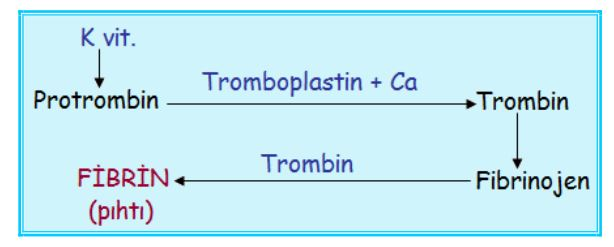 K vit.
Tromboplastin + Ca
Protrombin
Trombin
Trombin
FİBRİN
Fibrinojen
(pıhtı)